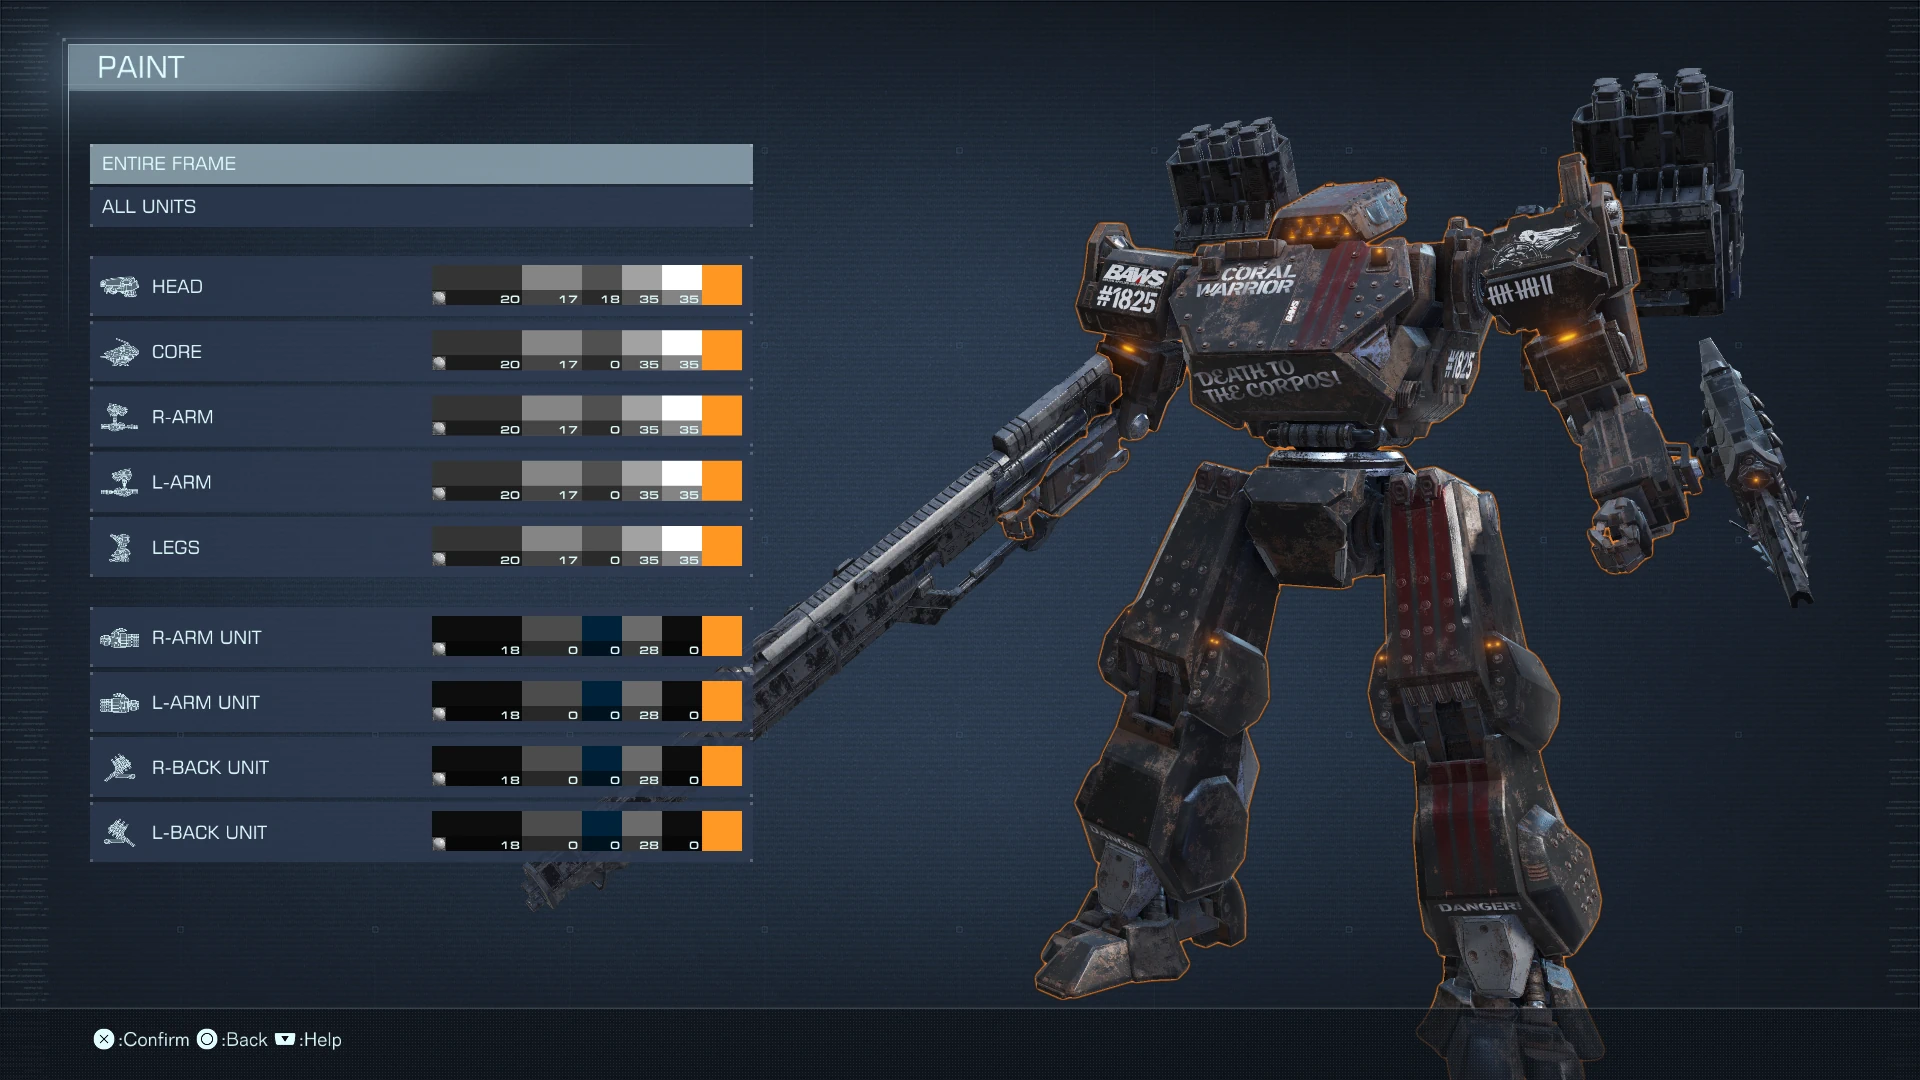 PAINT
ENTIRE FRAME
ALL UNITS
HEAD 20 17 18 35 35
CORE 20 17 0 35 35
R-ARM 20 17 0 35 35
L-ARM 20 17 0 35 35
LEGS 20 17 0 35 35
R-ARM UNIT 18 0 0 28 0
L-ARM UNIT 18 0 0 28 0
R-BACK UNIT 18 0 0 28 0
L-BACK UNIT 18 0 0 28 0
BAWS
#1825
CORAL
WARRIOR
BAWS
DEATH TO
THE CORPOS!
#1825
DANGER!
DANGER!
:Confirm :Back :Help